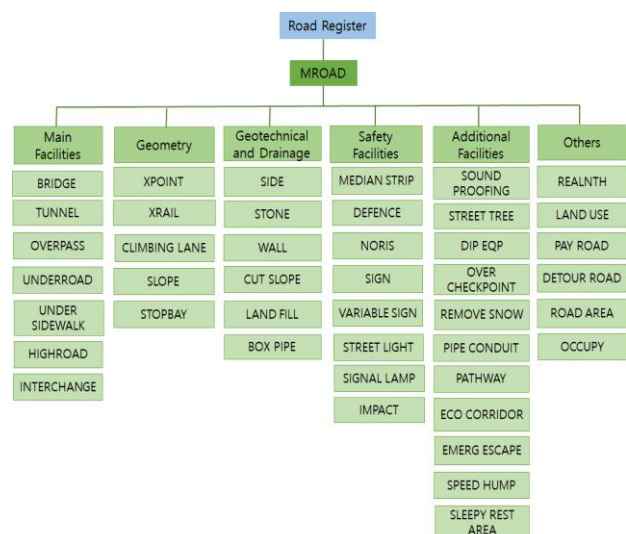 Road Register
MROAD
Main
Facilities
BRIDGE
TUNNEL
OVERPASS
UNDERROAD
UNDER
SIDEWALK
HIGHROAD
INTERCHANGE
Geometry
XPOINT
XRAIL
CLIMBING LANE
SLOPE
STOPBAY
Geotechnical
and Drainage
SIDE
STONE
WALL
CUT SLOPE
LAND FILL
BOX PIPE
Safety
Facilities
MEDIAN STRIP
DEFENCE
NORIS
SIGN
VARIABLE SIGN
STREET LIGHT
SIGNAL LAMP
IMPACT
Additional
Facilities
SOUND
PROOFING
STREET TREE
DIP EQP
OVER
CHECKPOINT
REMOVE SNOW
PIPE CONDUIT
PATHWAY
ECO CORRIDOR
EMERG ESCAPE
SPEED HUMP
SLEEPY REST
AREA
Others
REALNTH
LAND USE
PAY ROAD
DETOUR ROAD
ROAD AREA
OCCUPY